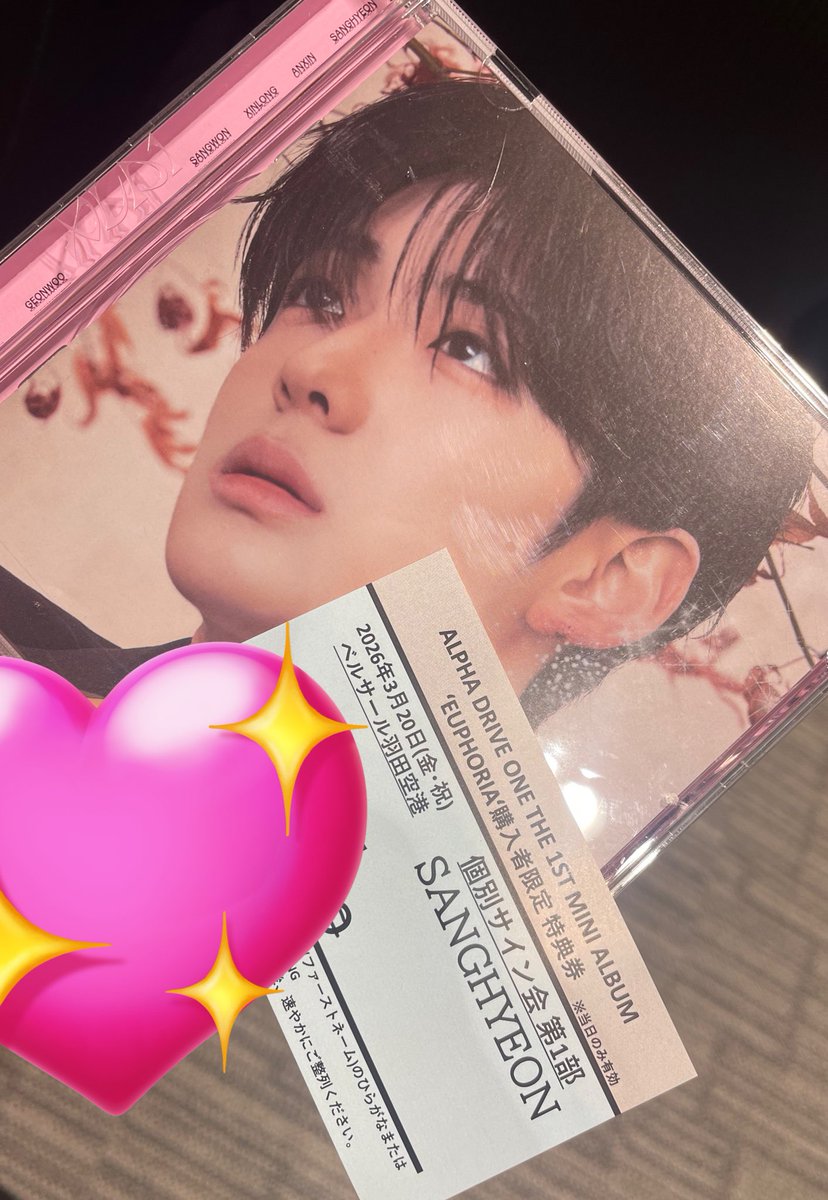 GEONWOO
SANGWON
XINLONG
ANXIN
SANGHYEON
ALPHA DRIVE ONE THE 1ST MINI ALBUM
‘EUPHORIA‘購入者限定 特典券
※当日のみ有効
2026年3月20日(金・祝)
ベルサール羽田空港
個別サイン会 第1部
SANGHYEON
ファーストネーム)のひらがなまたは
速やかにご整列ください。